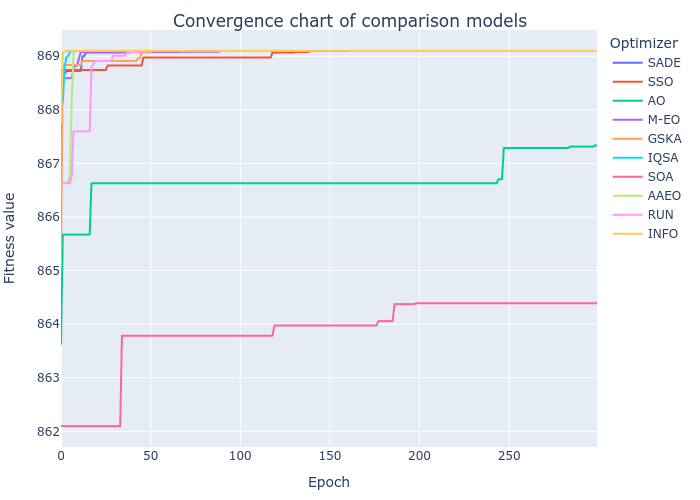 Convergence chart of comparison models
Fitness value
869
868
867
866
865
864
863
862
0
50
100
150
200
250
Epoch
Optimizer
SADE
SSO
AO
M-EO
GSKA
IQSA
SOA
AAEO
RUN
INFO